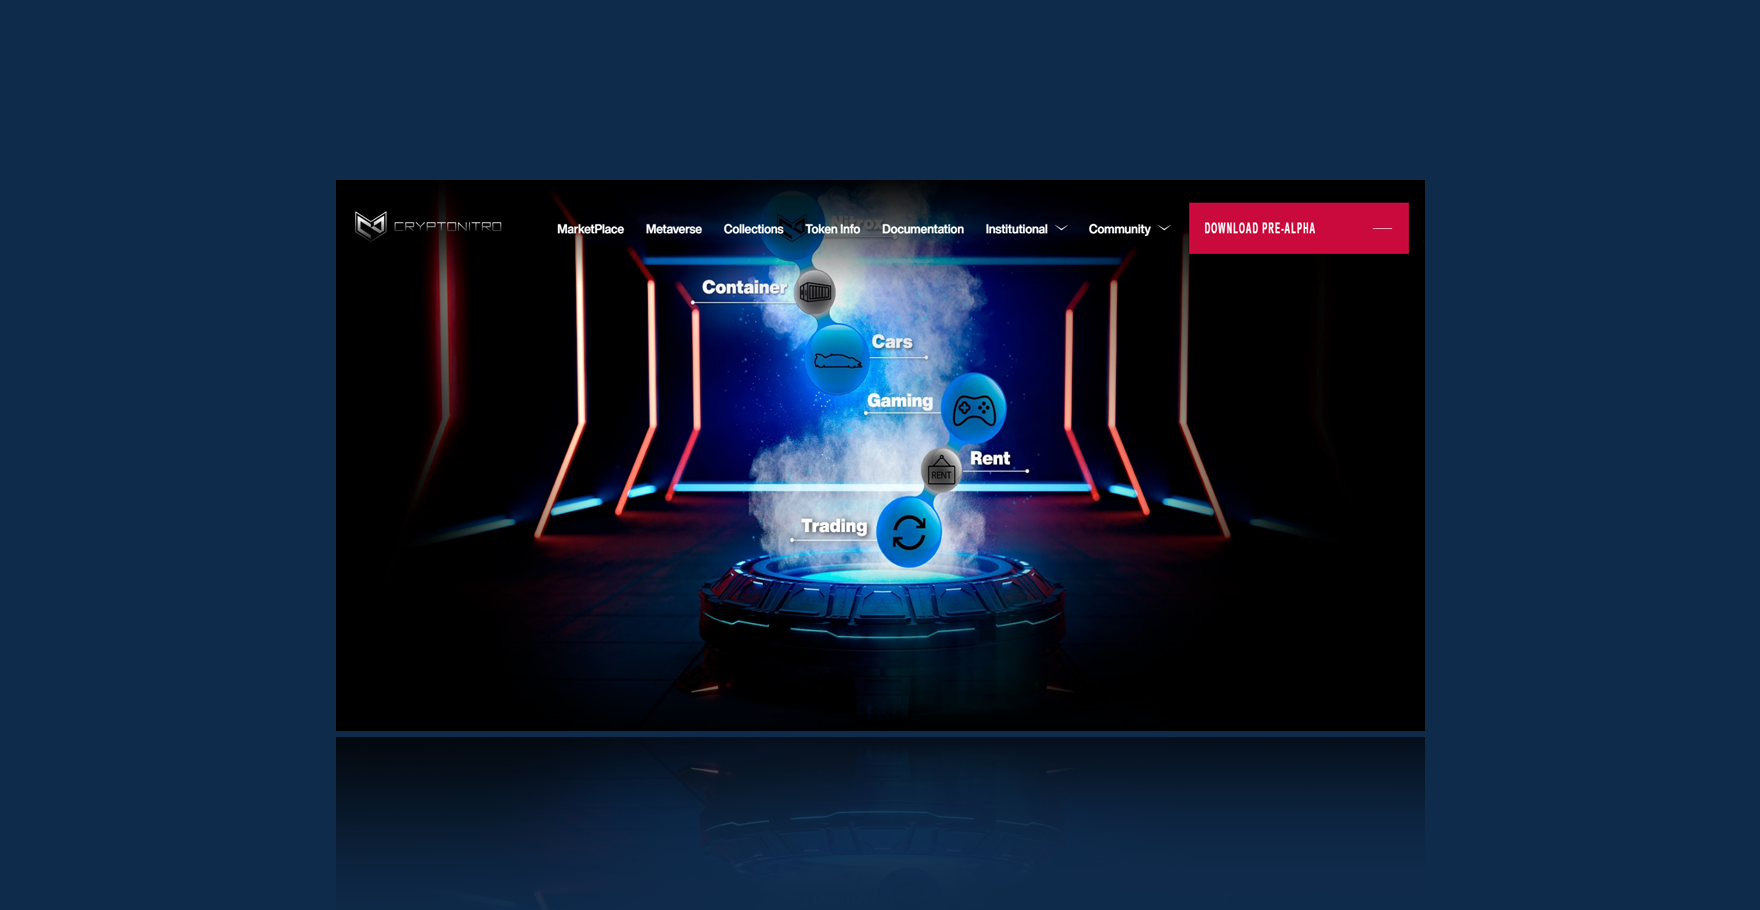 CRYPTONITRO
MarketPlace Metaverse Collections Token Info Documentation Institutional Community
DOWNLOAD PRE-ALPHA
Nitrox
Container
Cars
Gaming
Rent
RENT
Trading